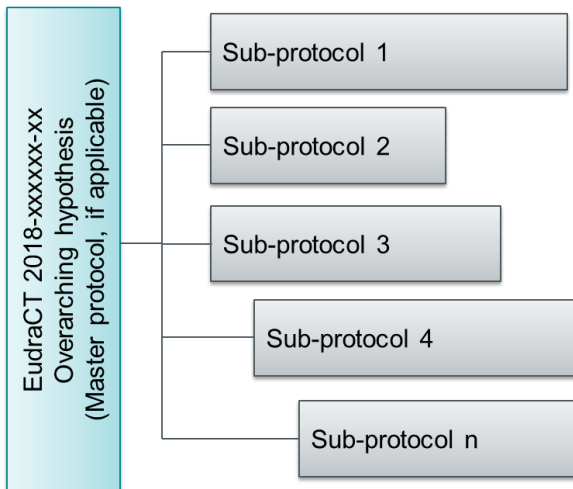 EudraCT 2018-xxxxxx-xx
Overarching hypothesis
(Master protocol, if applicable)
Sub-protocol 1
Sub-protocol 2
Sub-protocol 3
Sub-protocol 4
Sub-protocol n